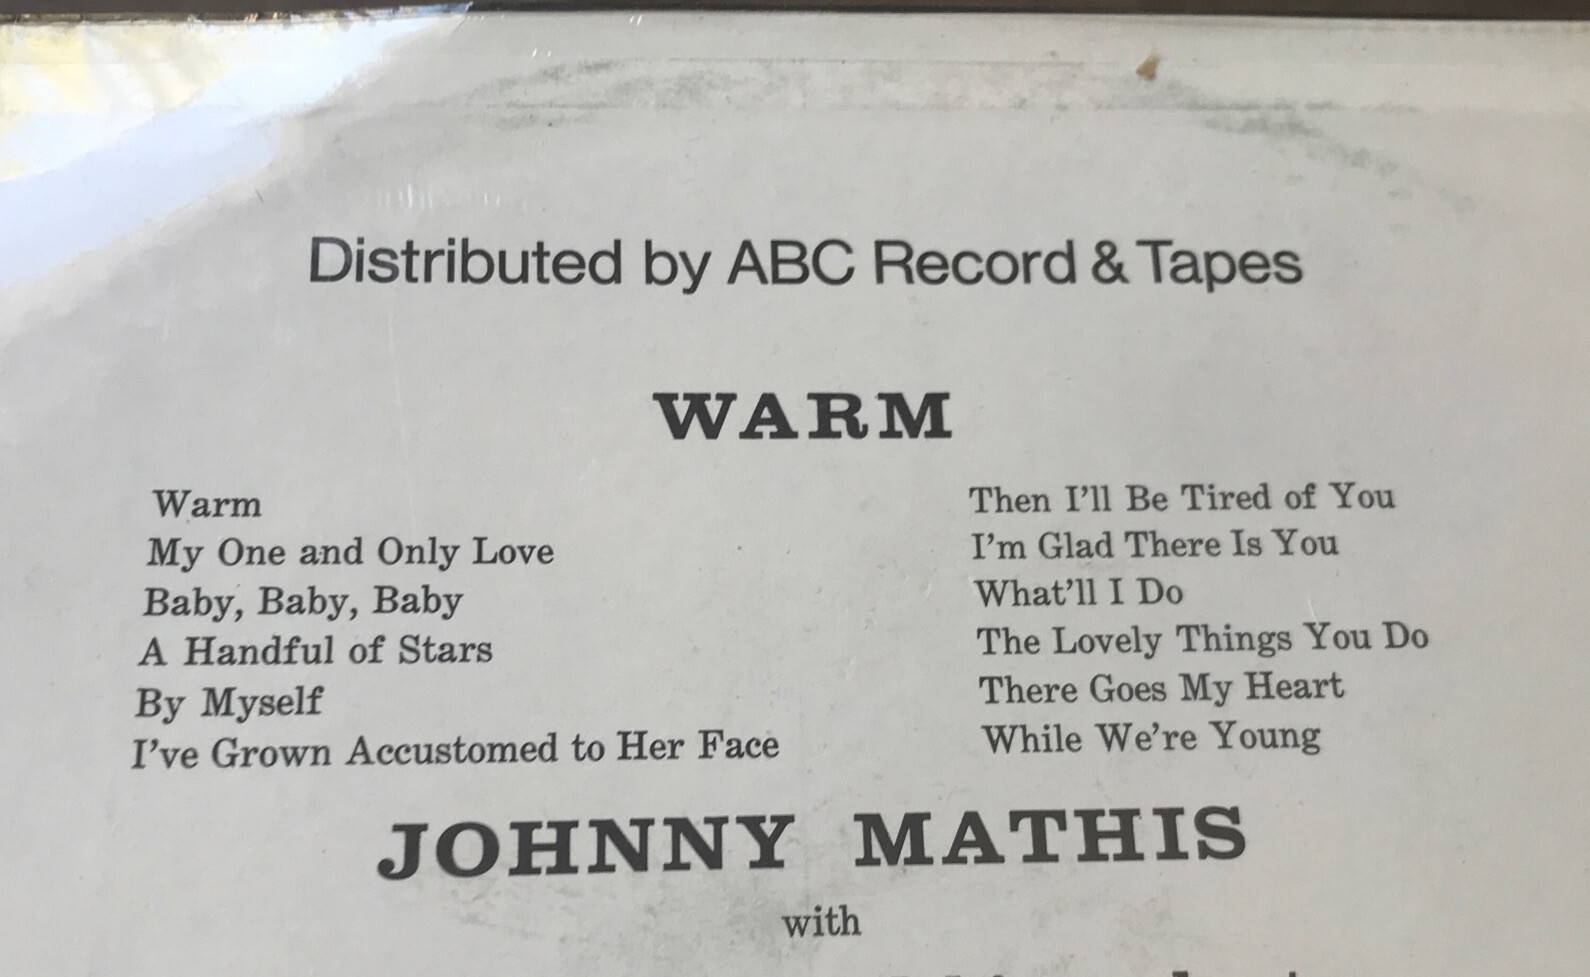 Distributed by ABC Record & Tapes
WARM
Warm
My One and Only Love
Baby, Baby, Baby
A Handful of Stars
By Myself
I've Grown Accustomed to Her Face
Then I'll Be Tired of You
I'm Glad There Is You
What'll I Do
The Lovely Things You Do
There Goes My Heart
While We're Young
JOHNNY MATHIS
with